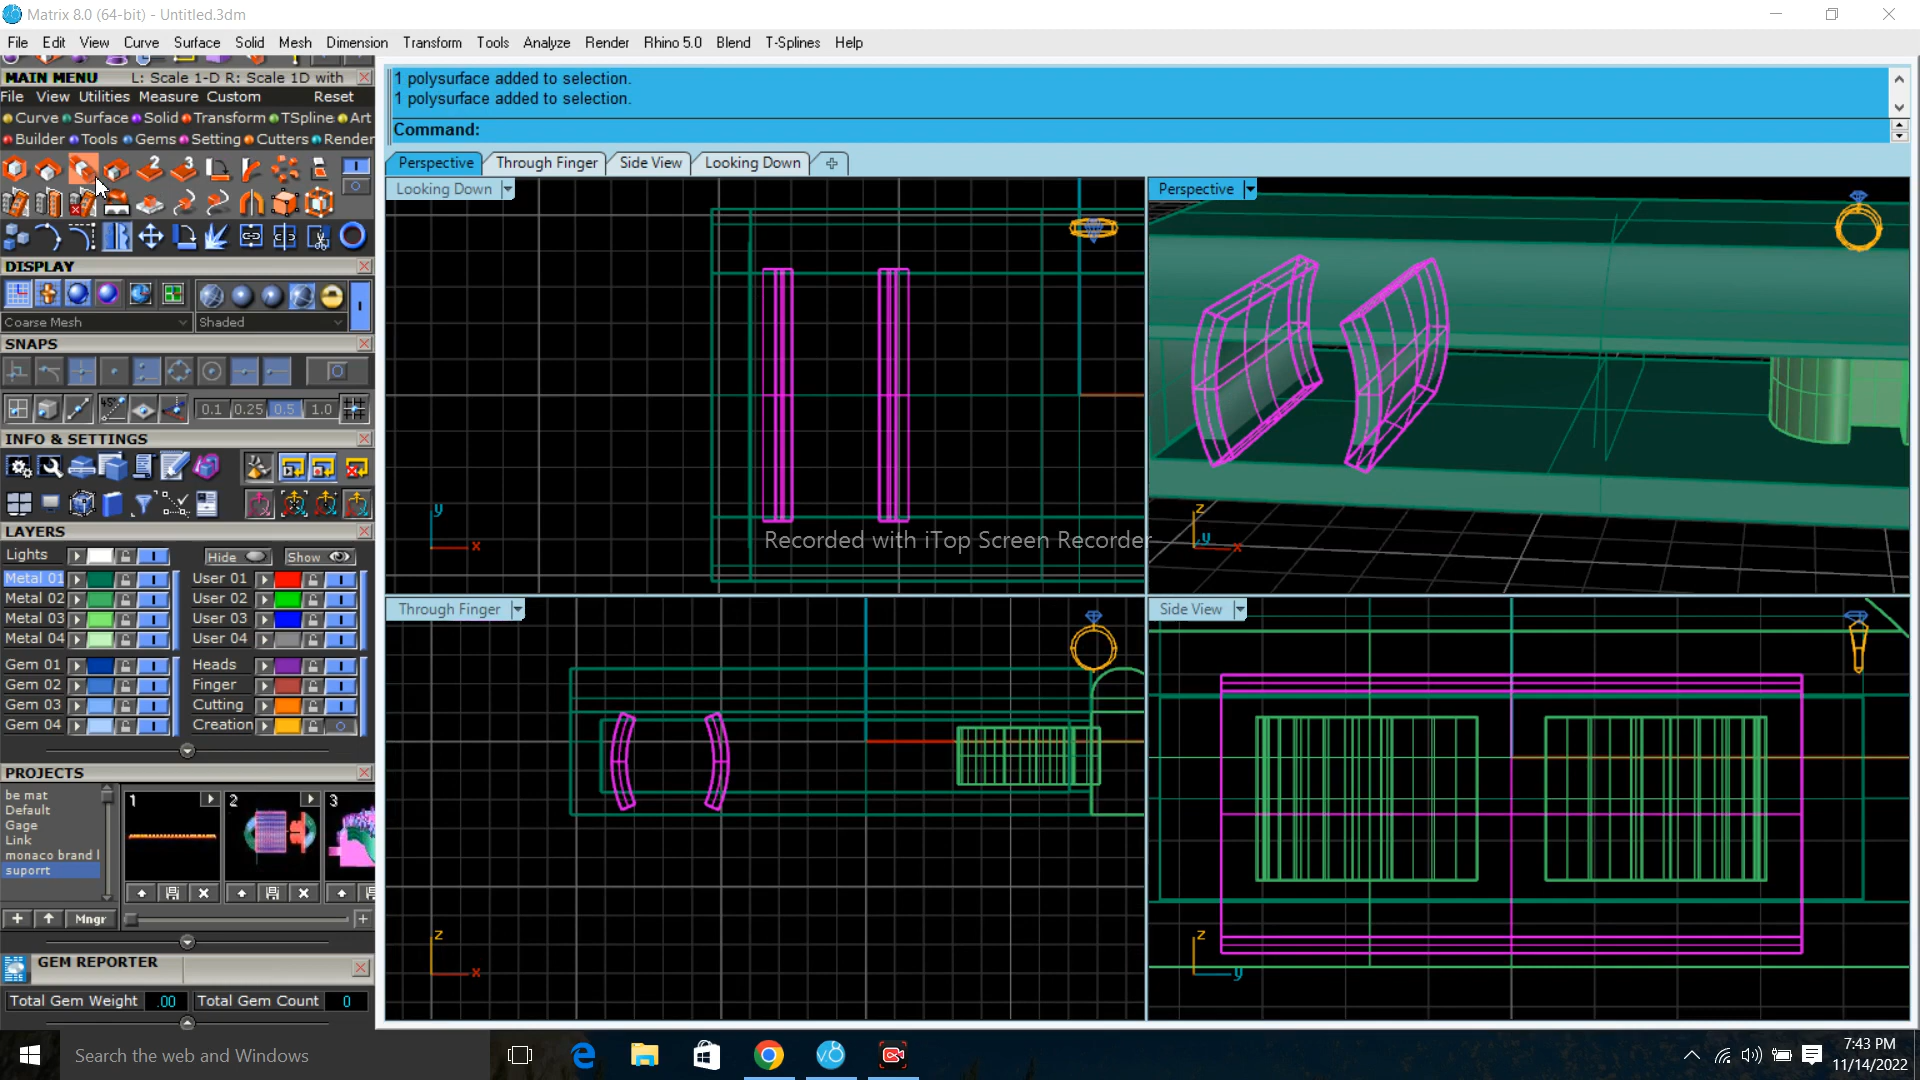 Matrix 8.0 (64-bit) - Untitled.3dm
File Edit View Curve Surface Solid Mesh Dimension Transform Tools Analyze Render Rhino 5.0 Blend T-Splines Help
MAIN MENU L: Scale 1-D R: Scale 1D with
File View Utilities Measure Custom Reset
Curve Surface Solid Transform TSpline Art
Builder Tools Gems Setting Cutters Render
2 3
DISPLAY
Coarse Mesh Shaded
SNAPS
45°
0.1 0.25 0.5 1.0
INFO & SETTINGS
LAYERS
Lights Hide Show
Metal 01 User 01
Metal 02 User 02
Metal 03 User 03
Metal 04 User 04
Gem 01 Heads
Gem 02 Finger
Gem 03 Cutting
Gem 04 Creation
PROJECTS
be mat
Default
Gage
Link
monaco brand l
suporrt
1 2 3
+ Mngr +
GEM REPORTER
Total Gem Weight .00 Total Gem Count 0
1 polysurface added to selection.
1 polysurface added to selection.
Command:
Perspective Through Finger Side View Looking Down
Looking Down
y
x
Perspective
z
y
x
Recorded with iTop Screen Recorder
Through Finger
z
x
Side View
z
y
Search the web and Windows
7:43 PM
11/14/2022